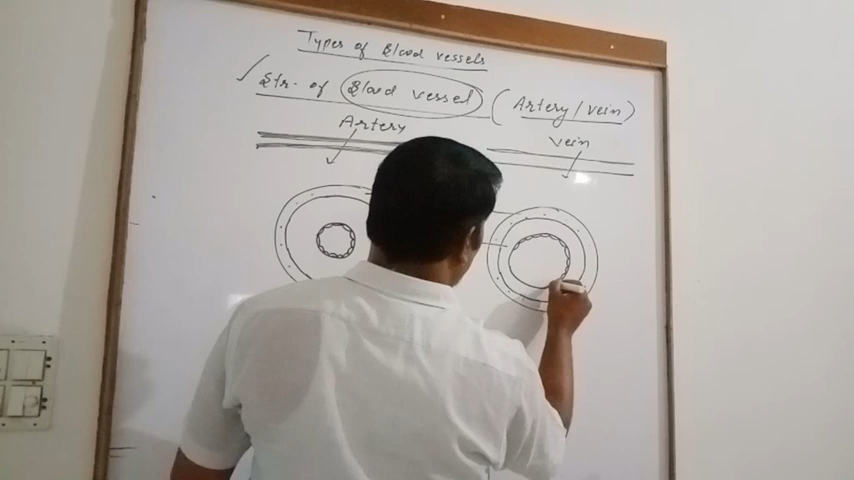 Types of Blood vessels
Str. of Blood vessel (Artery/vein)
Artery
vein